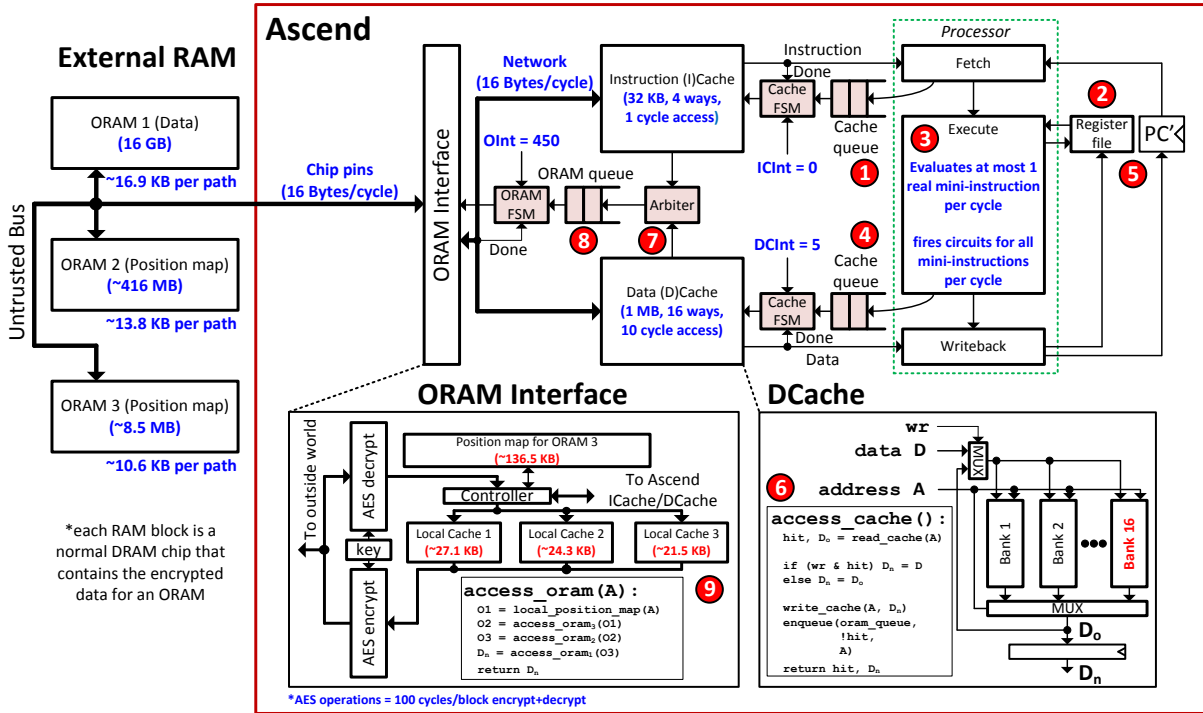 External RAM
ORAM 1 (Data)
(16 GB)
~16.9 KB per path
ORAM 2 (Position map)
(~416 MB)
~13.8 KB per path
ORAM 3 (Position map)
(~8.5 MB)
~10.6 KB per path
Untrusted Bus
*each RAM block is a
normal DRAM chip that
contains the encrypted
data for an ORAM
Chip pins
(16 Bytes/cycle)
Ascend
ORAM Interface
Network
(16 Bytes/cycle)
OInt = 450
ORAM queue
ORAM
FSM
Done
8
Arbiter
7
Instruction (I)Cache
(32 KB, 4 ways,
1 cycle access)
Instruction
Done
Cache
FSM
Cache
queue
ICInt = 0
1
Data (D)Cache
(1 MB, 16 ways,
10 cycle access)
DCInt = 5
4
Cache
queue
Cache
FSM
Done
Data
Processor
Fetch
3
Execute
Evaluates at most 1
real mini-instruction
per cycle
fires circuits for all
mini-instructions
per cycle
Writeback
2
Register
file
PC'
5
ORAM Interface
To outside world
AES decrypt
key
AES encrypt
Position map for ORAM 3
(~136.5 KB)
Controller
To Ascend
ICache/DCache
Local Cache 1
(~27.1 KB)
Local Cache 2
(~24.3 KB)
Local Cache 3
(~21.5 KB)
9
access_oram(A):
O1 = local_position_map(A)
O2 = access_oram₃(O1)
O3 = access_oram₂(O2)
Dₙ = access_oram₁(O3)
return Dₙ
*AES operations = 100 cycles/block encrypt+decrypt
DCache
wr
data D
MUX
address A
6
access_cache():
hit, Dₒ = read_cache(A)
if (wr & hit) Dₙ = D
else Dₙ = Dₒ
write_cache(A, Dₙ)
enqueue(oram_queue,
!hit,
A)
return hit, Dₙ
Bank 1
Bank 2
Bank 16
MUX
Dₒ
Dₙ